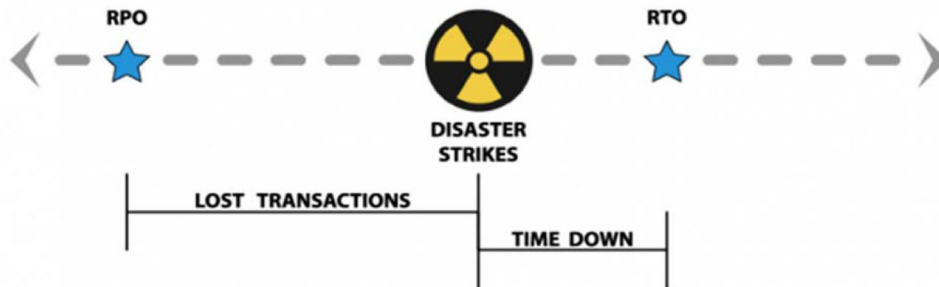 RPO
RTO
DISASTER
STRIKES
LOST TRANSACTIONS
TIME DOWN